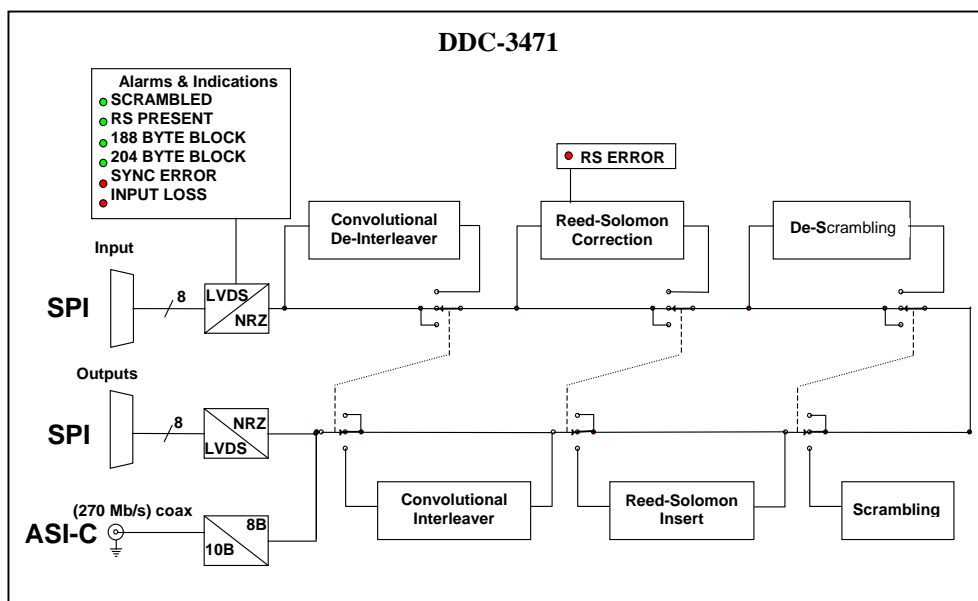 DDC-3471
Alarms & Indications
SCRAMBLED
RS PRESENT
188 BYTE BLOCK
204 BYTE BLOCK
SYNC ERROR
INPUT LOSS
RS ERROR
Convolutional
De-Interleaver
Reed-Solomon
Correction
De-Scrambling
Input
SPI
8
LVDS
NRZ
Outputs
SPI
8
NRZ
LVDS
Convolutional
Interleaver
Reed-Solomon
Insert
Scrambling
(270 Mb/s) coax
ASI-C
8B
10B